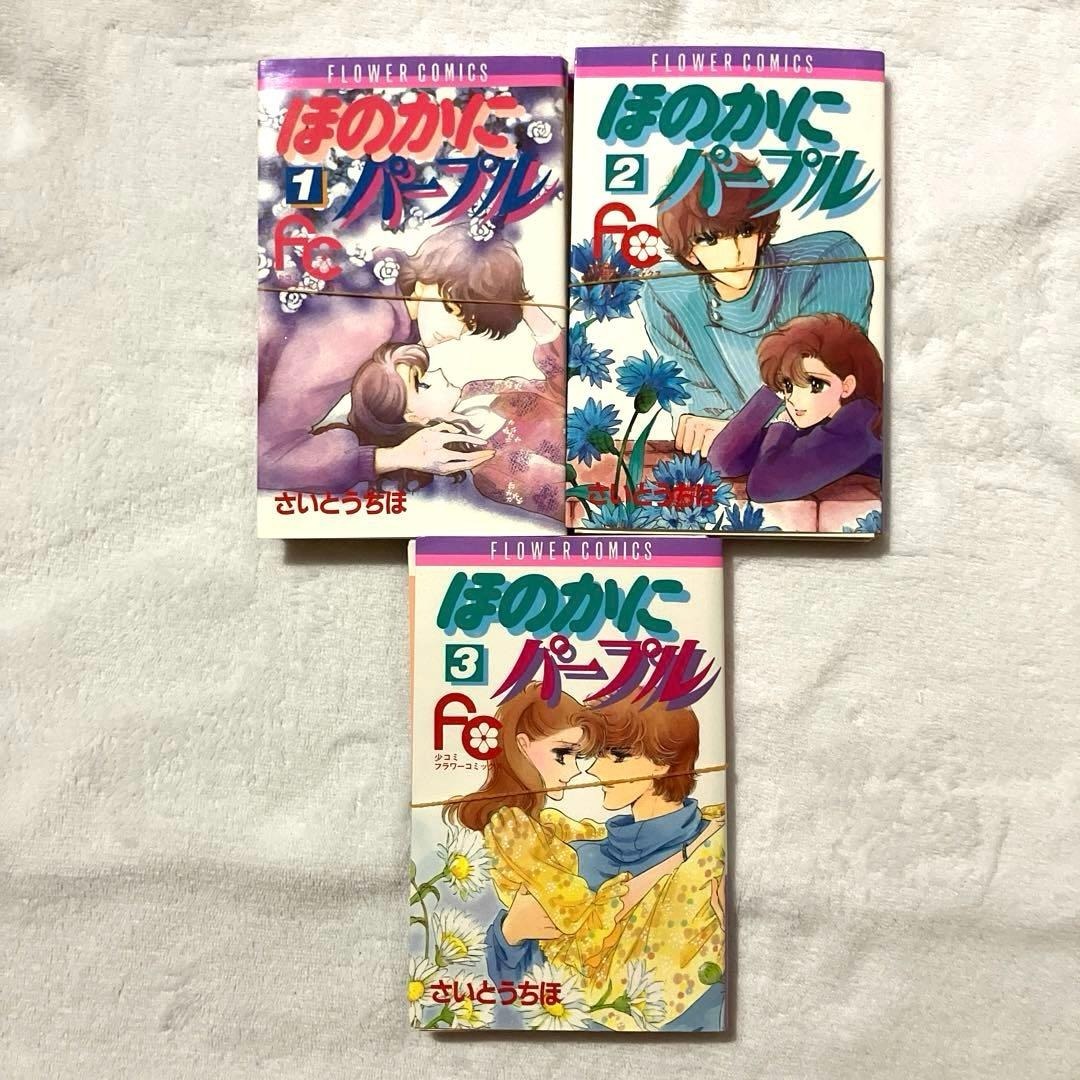 FLOWER COMICS
ほのかに
1
パープル
FC
さいとうちほ
FLOWER COMICS
ほのかに
2
パープル
FC
さいとうちほ
FLOWER COMICS
ほのかに
3
パープル
FC
少コミ
フラワーコミックス
さいとうちほ